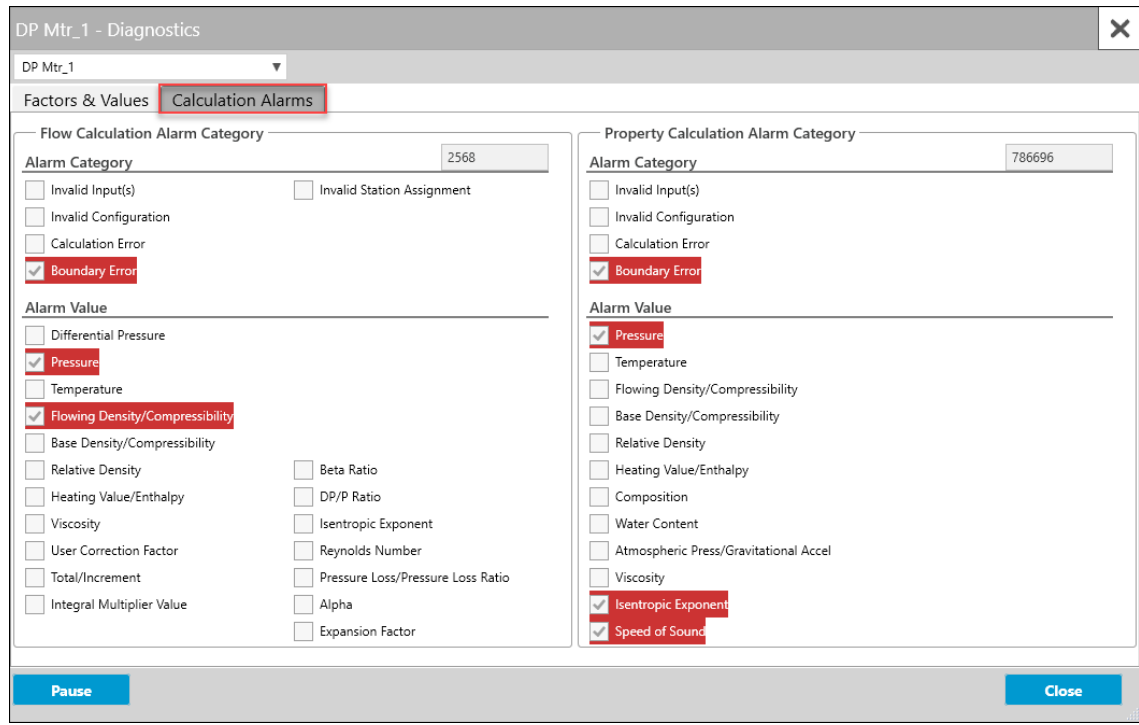 DP Mtr_1 - Diagnostics
DP Mtr_1
Factors & Values
Calculation Alarms
Flow Calculation Alarm Category
Alarm Category
2568
Invalid Input(s)
Invalid Station Assignment
Invalid Configuration
Calculation Error
Boundary Error
Alarm Value
Differential Pressure
Pressure
Temperature
Flowing Density/Compressibility
Base Density/Compressibility
Relative Density
Beta Ratio
Heating Value/Enthalpy
DP/P Ratio
Viscosity
Isentropic Exponent
User Correction Factor
Reynolds Number
Total/Increment
Pressure Loss/Pressure Loss Ratio
Integral Multiplier Value
Alpha
Expansion Factor
Property Calculation Alarm Category
Alarm Category
786696
Invalid Input(s)
Invalid Configuration
Calculation Error
Boundary Error
Alarm Value
Pressure
Temperature
Flowing Density/Compressibility
Base Density/Compressibility
Relative Density
Heating Value/Enthalpy
Composition
Water Content
Atmospheric Press/Gravitational Accel
Viscosity
Isentropic Exponent
Speed of Sound
Pause
Close